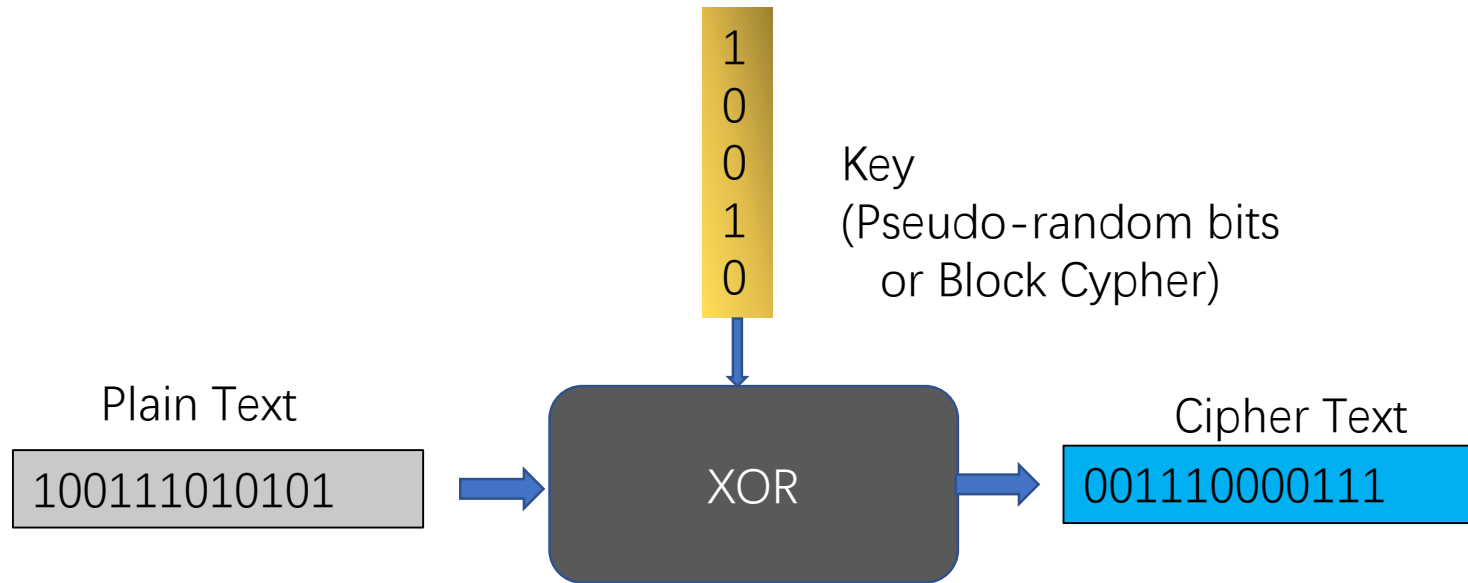 1
0
0
1
0
Key
(Pseudo-random bits
or Block Cypher)
Plain Text
100111010101
XOR
Cipher Text
001110000111